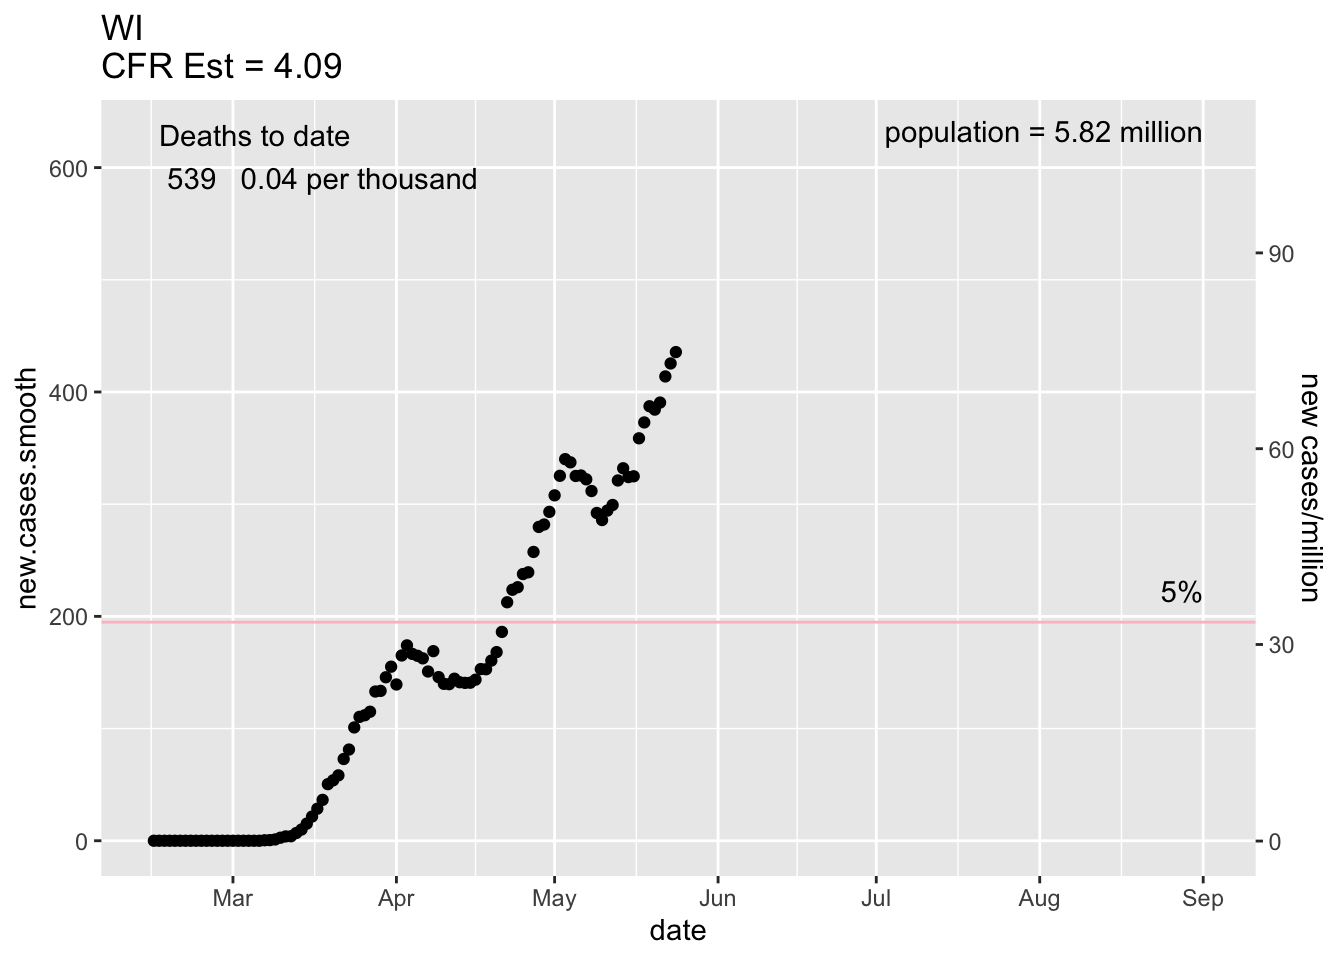 WI
CFR Est = 4.09
Deaths to date
539 0.04 per thousand
population = 5.82 million
600
400
200
0
new.cases.smooth
90
60
30
0
new cases/million
5%
Mar Apr May Jun Jul Aug Sep
date